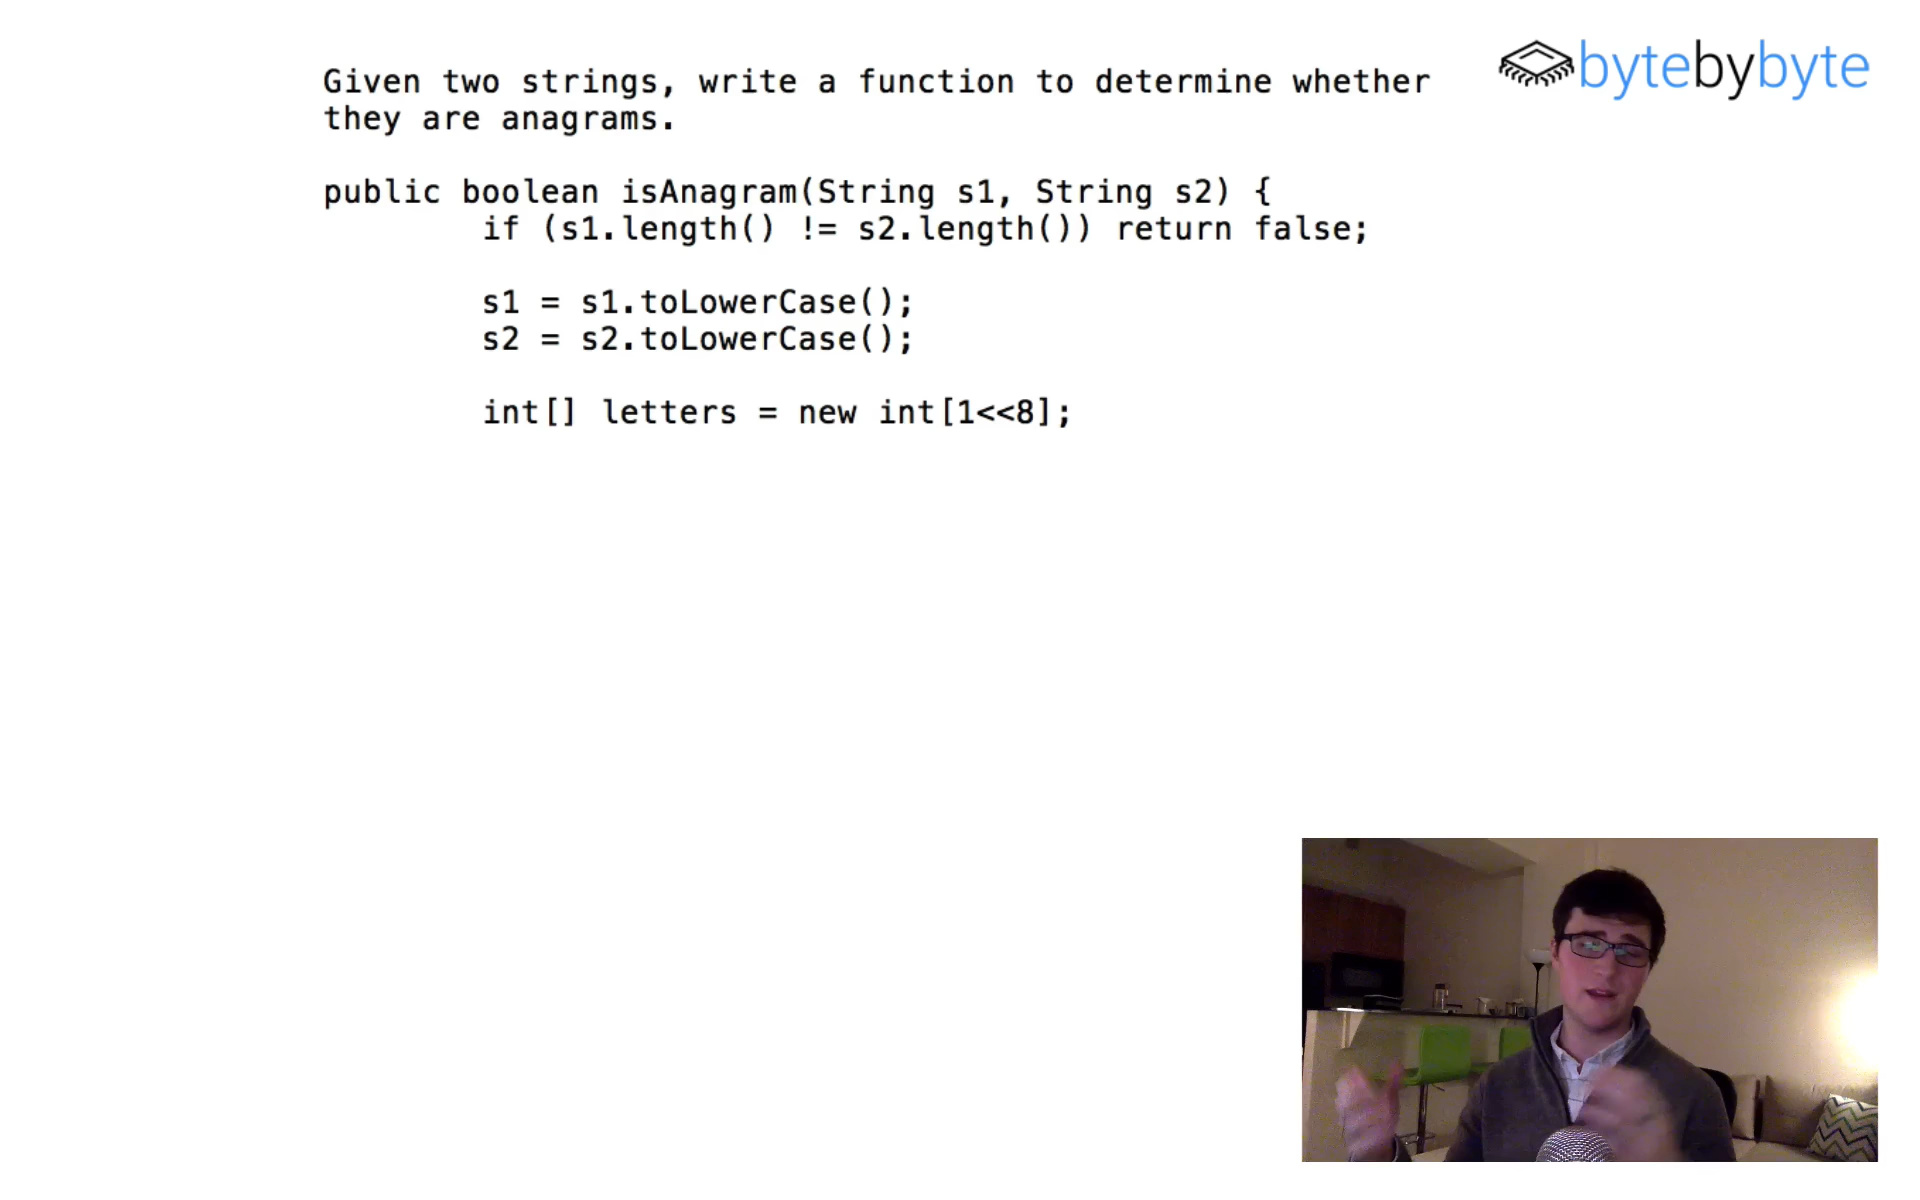 bytebybyte
Given two strings, write a function to determine whether
they are anagrams.
public boolean isAnagram(String s1, String s2) {
if (s1.length() != s2.length()) return false;
s1 = s1.toLowerCase();
s2 = s2.toLowerCase();
int[] letters = new int[1<<8];